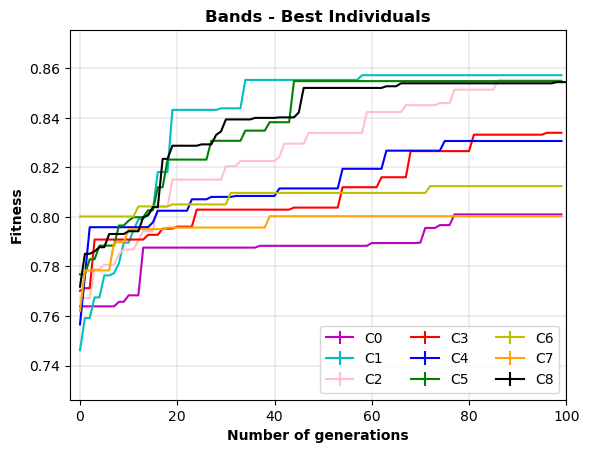 Bands - Best Individuals
Fitness
0.86
0.84
0.82
0.80
0.78
0.76
0.74
C0 C3 C6
C1 C4 C7
C2 C5 C8
0 20 40 60 80 100
Number of generations